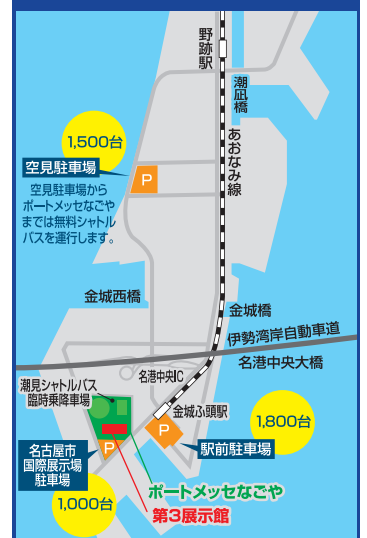 野跡駅
潮凪橋
あおなみ線
1,500台
空見駐車場
P
空見駐車場から
ポートメッセなごや
までは無料シャトル
バスを運行します。
金城西橋
金城橋
伊勢湾岸自動車道
名港中央大橋
名港中央IC
潮見シャトルバス
臨時乗降車場
金城ふ頭駅
1,800台
P
駅前駐車場
名古屋市
国際展示場
駐車場
P
1,000台
ポートメッセなごや
第3展示館